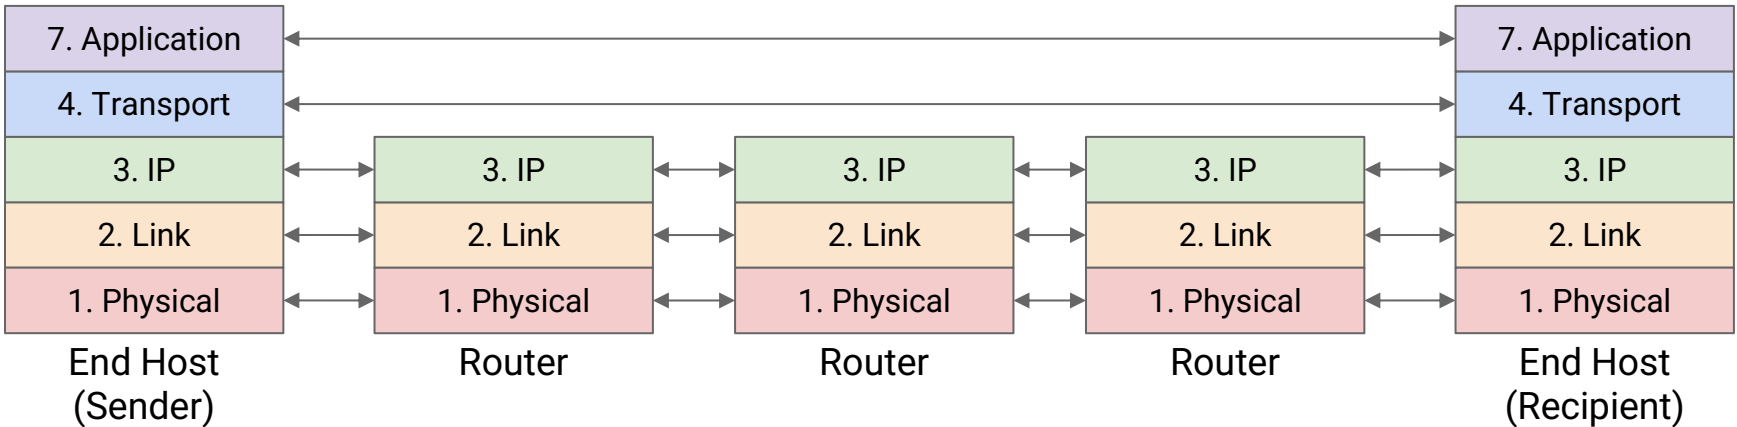 7. Application
7. Application
4. Transport
4. Transport
3. IP
3. IP
3. IP
3. IP
3. IP
2. Link
2. Link
2. Link
2. Link
2. Link
1. Physical
1. Physical
1. Physical
1. Physical
1. Physical
End Host
(Sender)
Router
Router
Router
End Host
(Recipient)